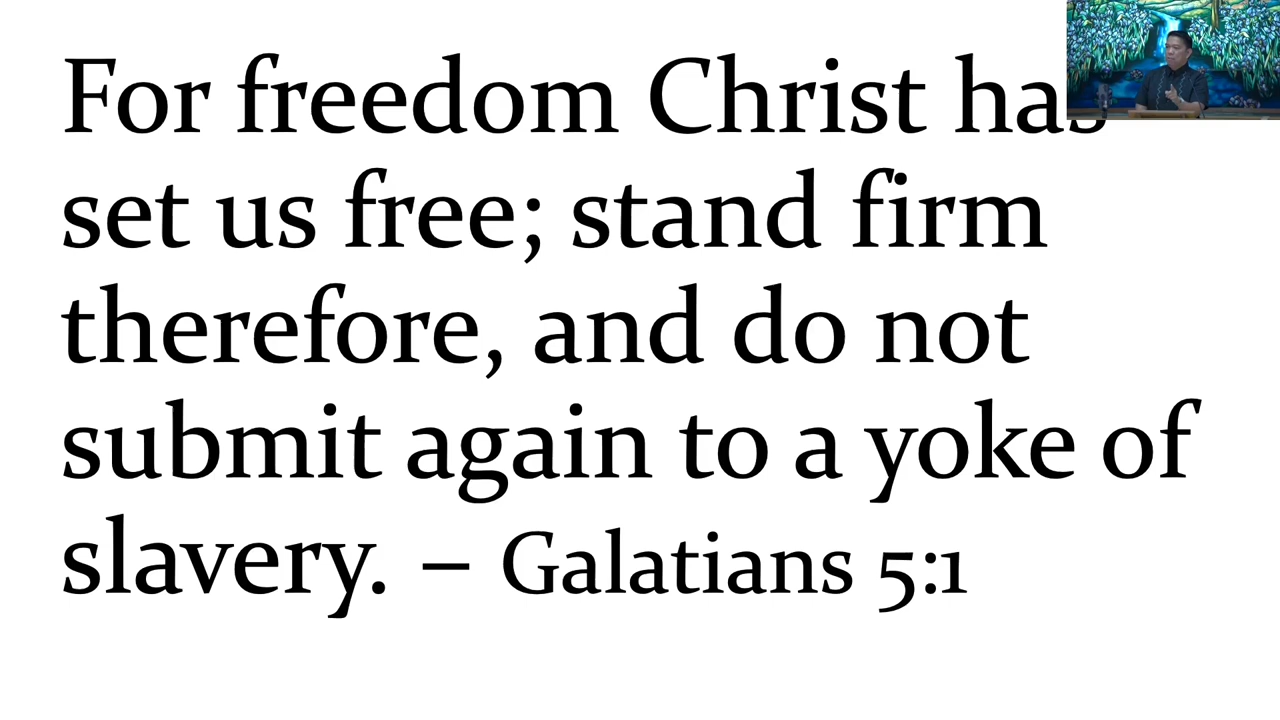 For freedom Christ has
set us free; stand firm
therefore, and do not
submit again to a yoke of
slavery. – Galatians 5:1